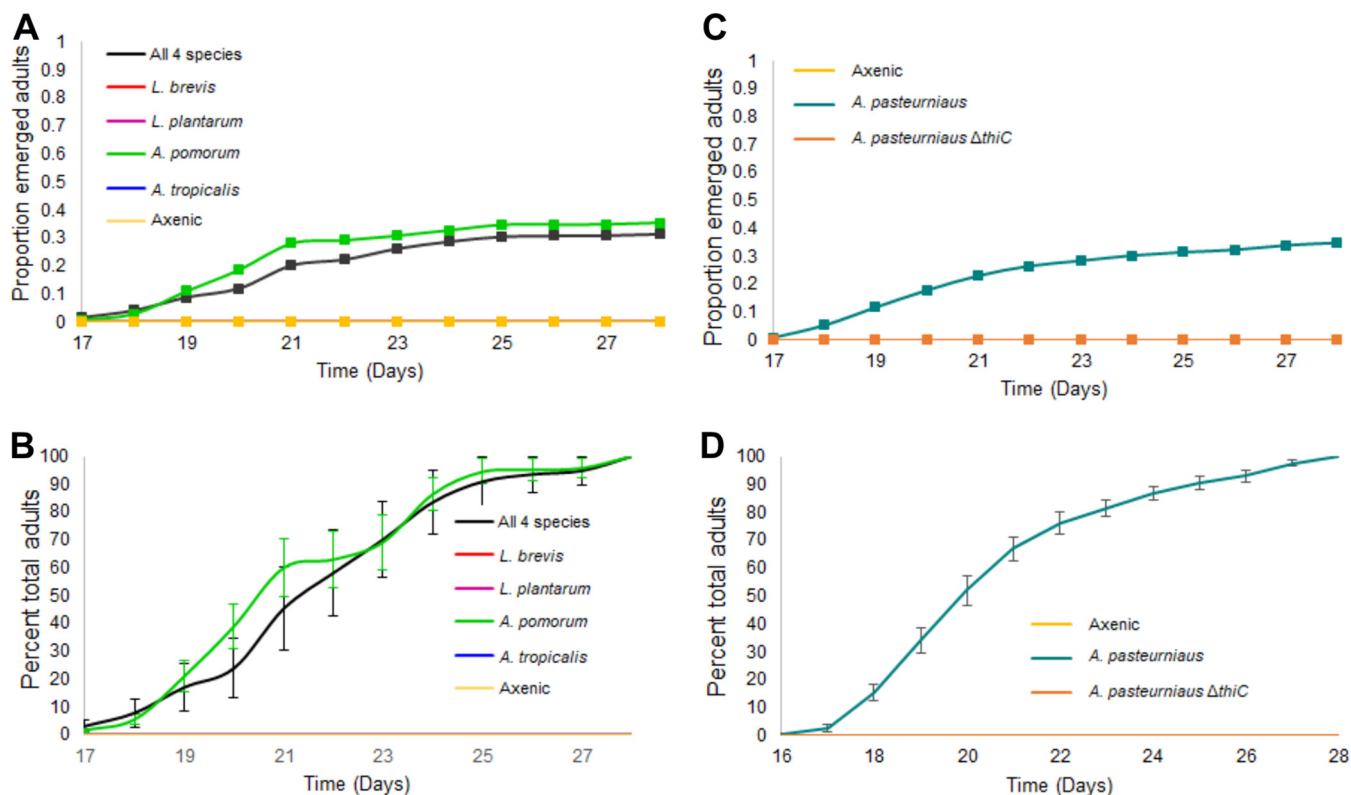 A
Proportion emerged adults
1
0.9
0.8
0.7
0.6
0.5
0.4
0.3
0.2
0.1
0
All 4 species
L. brevis
L. plantarum
A. pomorum
A. tropicalis
Axenic
17 19 21 23 25 27
Time (Days)
C
Proportion emerged adults
1
0.9
0.8
0.7
0.6
0.5
0.4
0.3
0.2
0.1
0
Axenic
A. pasteurniaus
A. pasteurniaus ΔthiC
17 19 21 23 25 27
Time (Days)
B
Percent total adults
100
90
80
70
60
50
40
30
20
10
0
All 4 species
L. brevis
L. plantarum
A. pomorum
A. tropicalis
Axenic
17 19 21 23 25 27
Time (Days)
D
Percent total adults
100
90
80
70
60
50
40
30
20
10
0
Axenic
A. pasteurniaus
A. pasteurniaus ΔthiC
16 18 20 22 24 26 28
Time (Days)